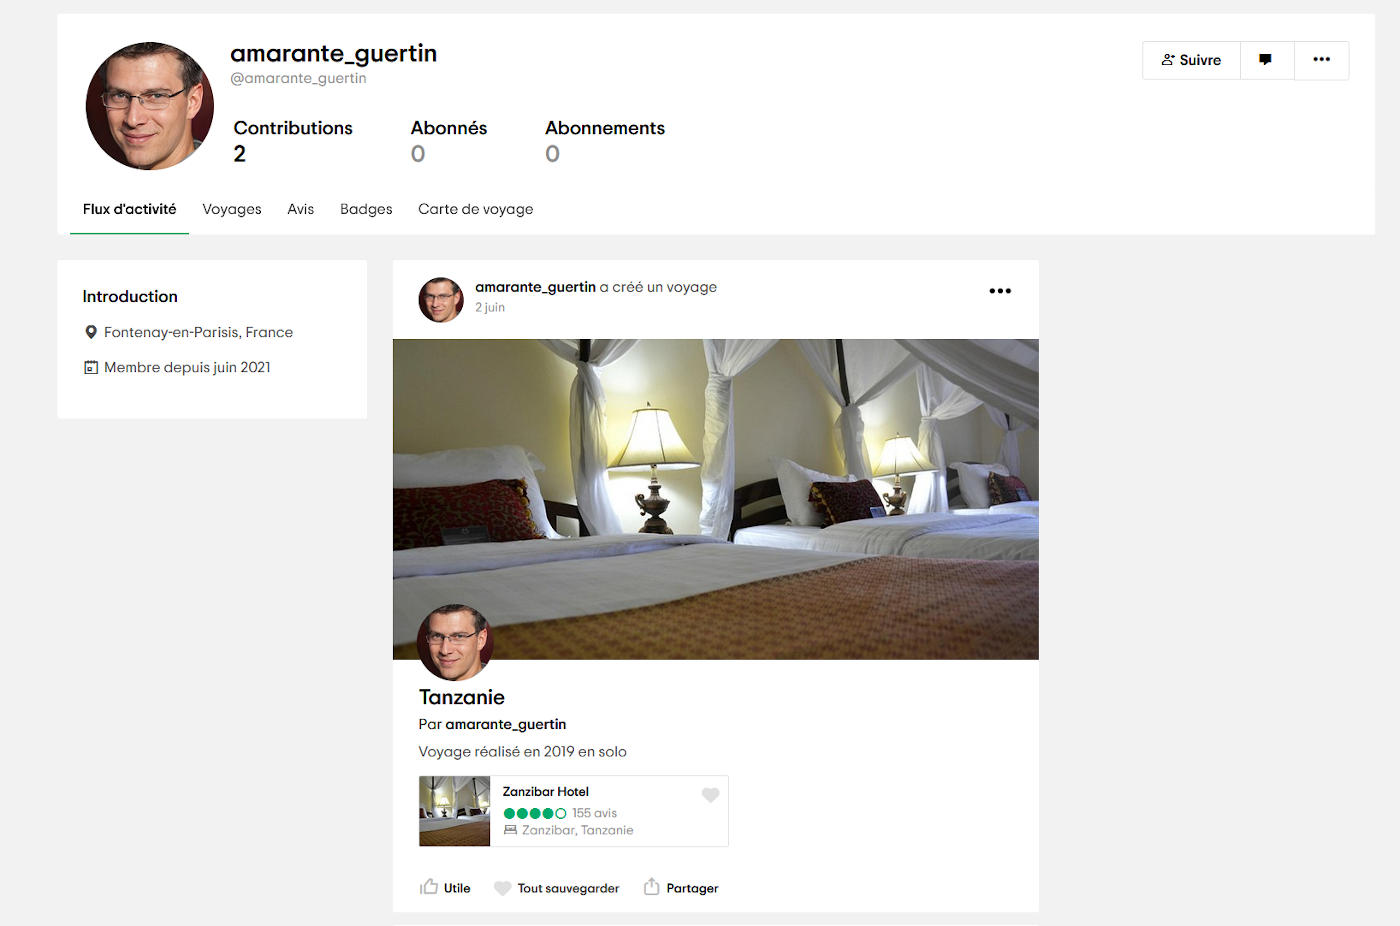 amarante_guertin
@amarante_guertin
Suivre
Contributions
2
Abonnés
0
Abonnements
0
Flux d'activité
Voyages
Avis
Badges
Carte de voyage
Introduction
Fontenay-en-Parisis, France
Membre depuis juin 2021
amarante_guertin a créé un voyage
2 juin
Tanzanie
Par amarante_guertin
Voyage réalisé en 2019 en solo
Zanzibar Hotel
155 avis
Zanzibar, Tanzanie
Utile
Tout sauvegarder
Partager